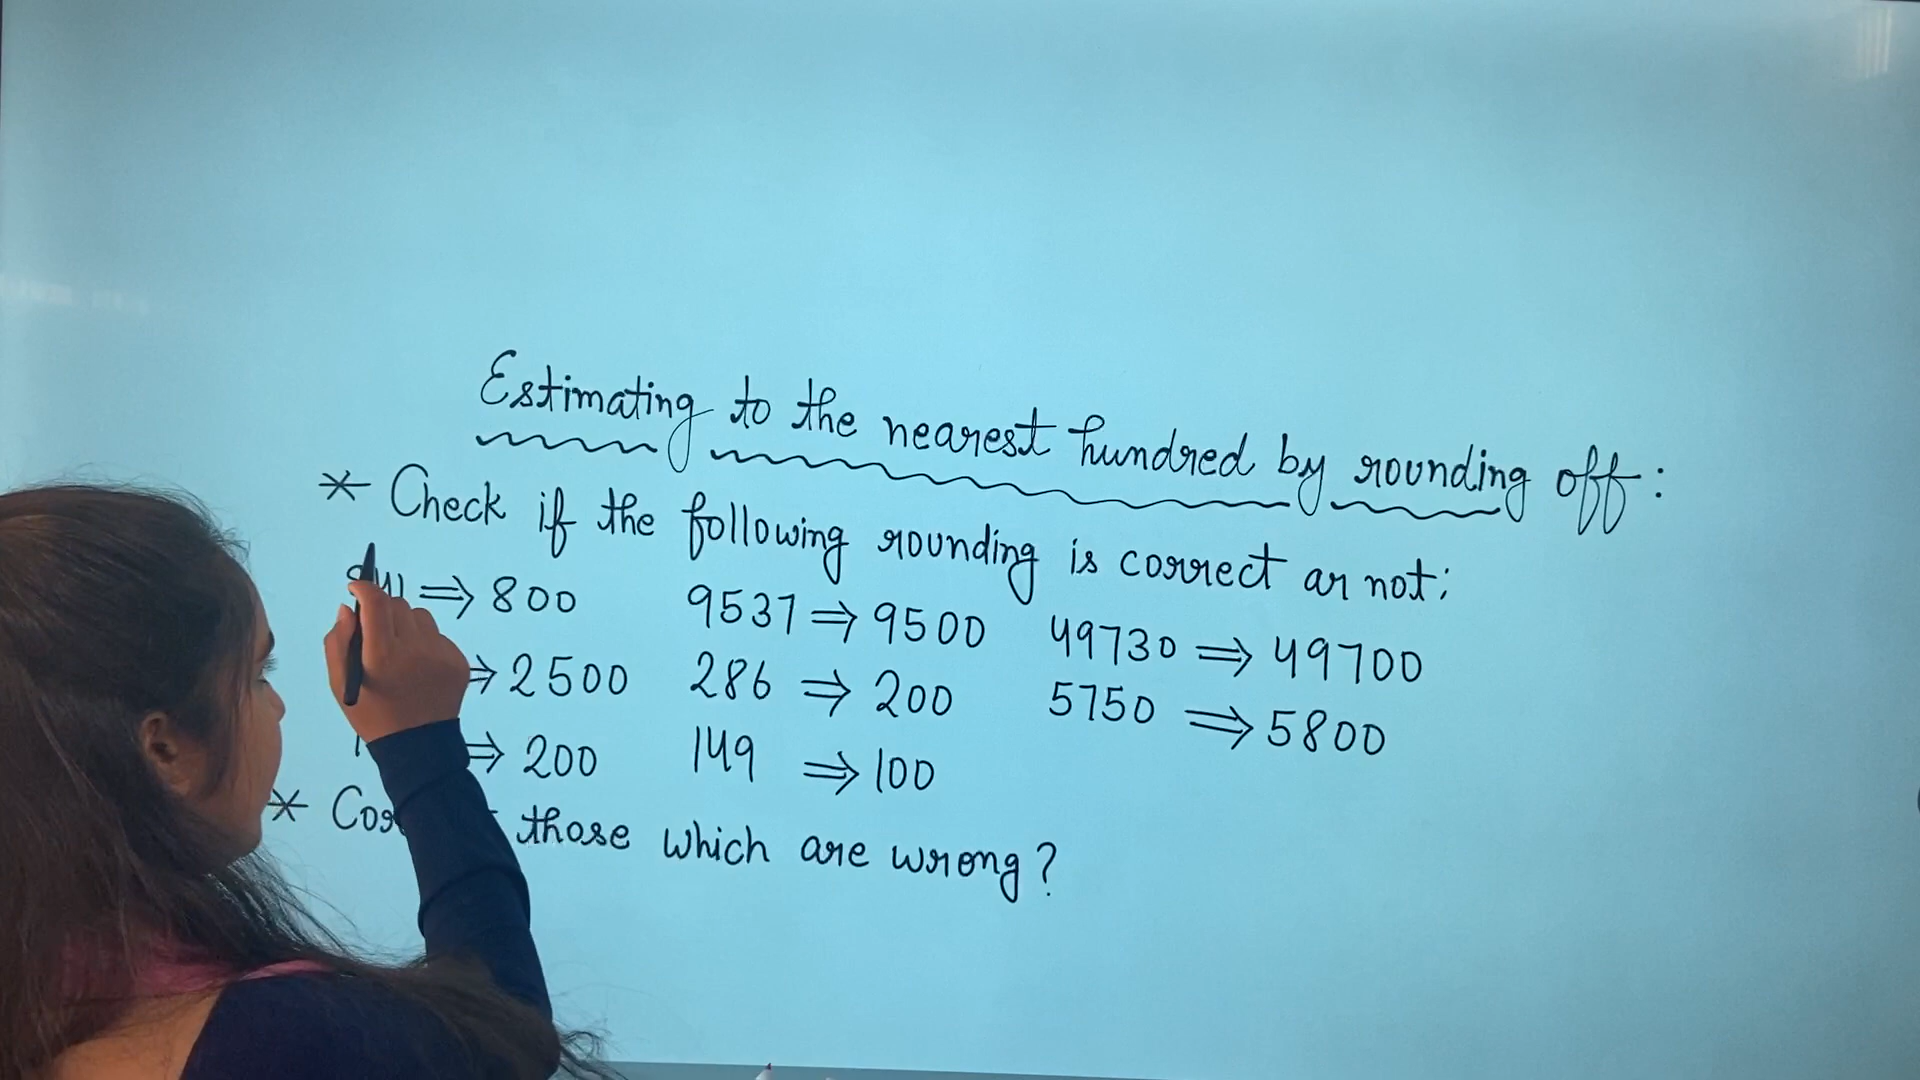 Estimating to the nearest hundred by rounding off:
* Check if the following rounding is correct or not:
⇒ 800 9537 ⇒ 9500 49730 ⇒ 49700
⇒ 2500 286 ⇒ 200 5750 ⇒ 5800
⇒ 200 149 ⇒ 100
* those which are wrong?